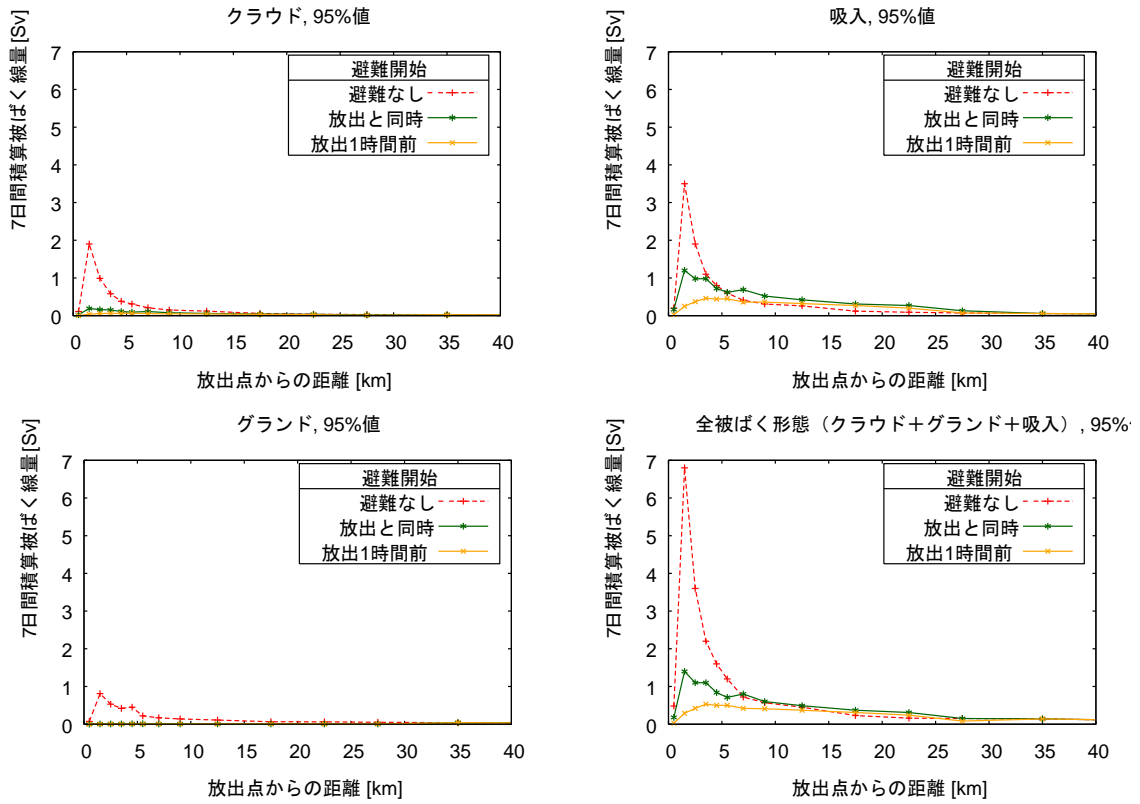 クラウド, 95%値
7日間積算被ばく線量[Sv]
7
6
5
4
3
2
1
0
避難開始
避難なし
放出と同時
放出1時間前
0 5 10 15 20 25 30 35 40
放出点からの距離 [km]
吸入, 95%値
7日間積算被ばく線量[Sv]
7
6
5
4
3
2
1
0
避難開始
避難なし
放出と同時
放出1時間前
0 5 10 15 20 25 30 35 40
放出点からの距離 [km]
グランド, 95%値
7日間積算被ばく線量[Sv]
7
6
5
4
3
2
1
0
避難開始
避難なし
放出と同時
放出1時間前
0 5 10 15 20 25 30 35 40
放出点からの距離 [km]
全被ばく形態（クラウド＋グランド＋吸入）, 95%
7日間積算被ばく線量[Sv]
7
6
5
4
3
2
1
0
避難開始
避難なし
放出と同時
放出1時間前
0 5 10 15 20 25 30 35 40
放出点からの距離 [km]